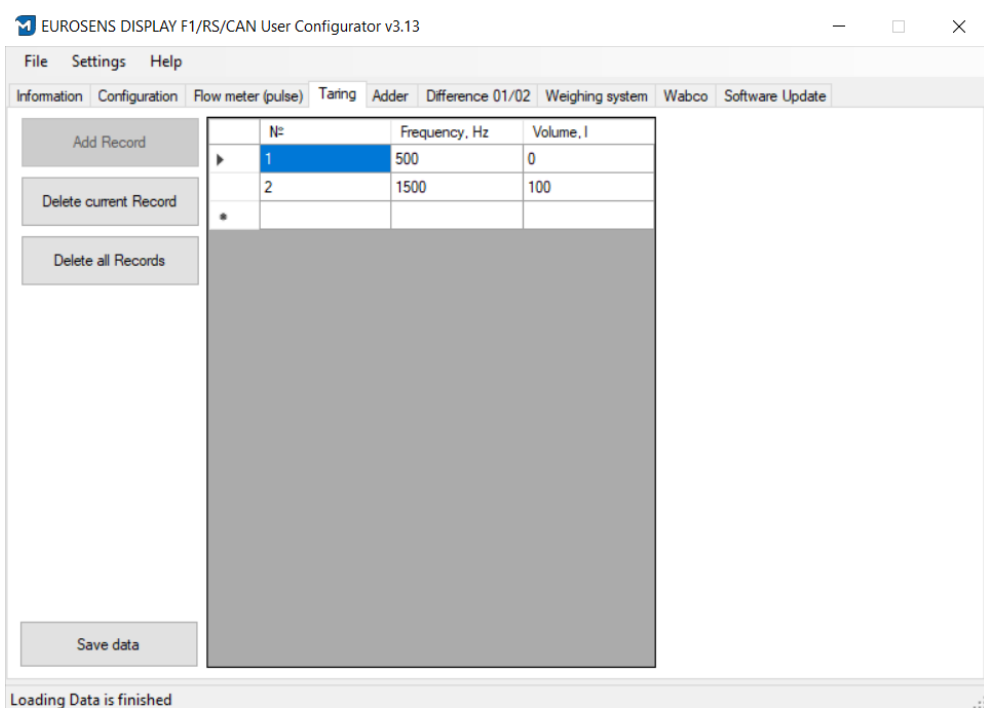 EUROSENS DISPLAY F1/RS/CAN User Configurator v3.13
File Settings Help
Information Configuration Flow meter (pulse) Taring Adder Difference 01/02 Weighing system Wabco Software Update
Add Record
Delete current Record
Delete all Records
№ Frequency, Hz Volume, l
1 500 0
2 1500 100
Save data
Loading Data is finished